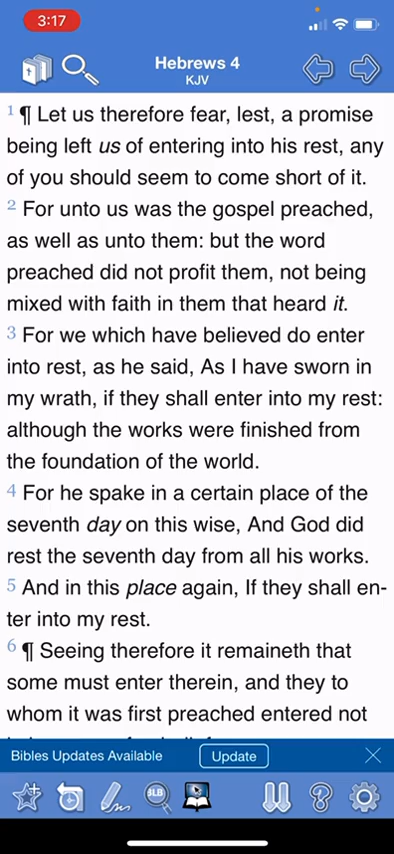 3:17
Hebrews 4
KJV
1 ¶ Let us therefore fear, lest, a promise
being left us of entering into his rest, any
of you should seem to come short of it.
2 For unto us was the gospel preached,
as well as unto them: but the word
preached did not profit them, not being
mixed with faith in them that heard it.
3 For we which have believed do enter
into rest, as he said, As I have sworn in
my wrath, if they shall enter into my rest:
although the works were finished from
the foundation of the world.
4 For he spake in a certain place of the
seventh day on this wise, And God did
rest the seventh day from all his works.
5 And in this place again, If they shall en-
ter into my rest.
6 ¶ Seeing therefore it remaineth that
some must enter therein, and they to
whom it was first preached entered not
Bibles Updates Available
Update
BLB